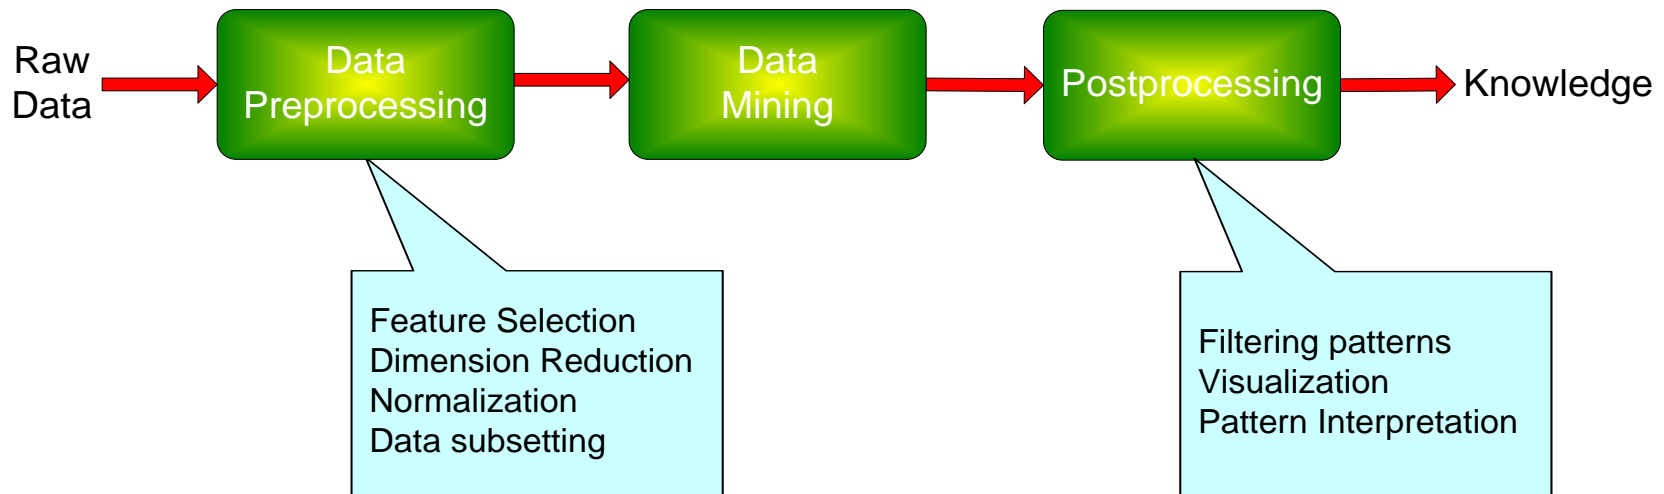 Raw
Data
Data
Preprocessing
Data
Mining
Postprocessing
Knowledge
Feature Selection
Dimension Reduction
Normalization
Data subsetting
Filtering patterns
Visualization
Pattern Interpretation